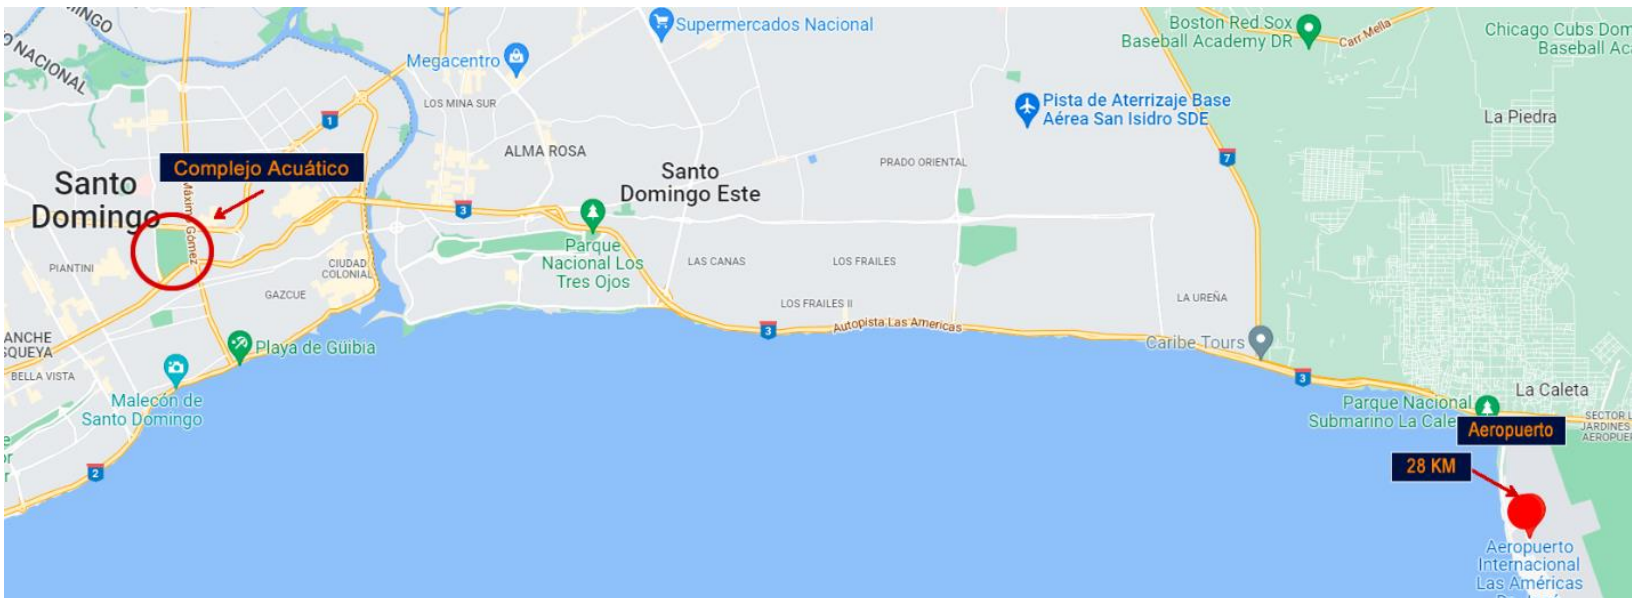 INGO
O NACIONAL
Supermercados Nacional
Boston Red Sox
Baseball Academy DR
Carr Mella
Chicago Cubs Dom
Baseball Aca
Megacentro
LOS MINA SUR
1
Pista de Aterrizaje Base
Aérea San Isidro SDE
La Piedra
ALMA ROSA
7
Complejo Acuático
Santo
Domingo Este
PRADO ORIENTAL
Santo
Domingo
Máximo Gómez
3
Parque
Nacional Los
Tres Ojos
PIANTINI
CIUDAD
COLONIAL
LAS CANAS
LOS FRAILES
GAZCUE
LOS FRAILES II
LA UREÑA
3
Autopista Las Americas
ANCHE
SQUEYA
Playa de Güibia
Caribe Tours
BELLA VISTA
3
Malecón de
Santo Domingo
La Caleta
Parque Nacional
Submarino La Cale
SECTOR L
JARDINES
AEROPUER
Aeropuerto
2
28 KM
Aeropuerto
Internacional
Las Américas